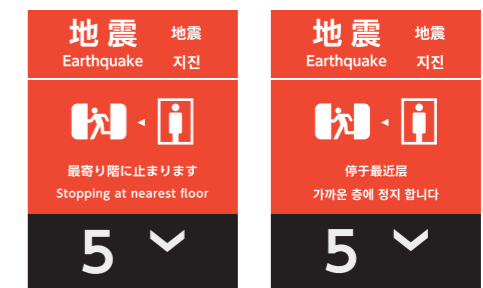 地震 地震
Earthquake 지진
最寄り階に止まります
Stopping at nearest floor
5
地震 地震
Earthquake 지진
停于最近层
가까운 층에 정지 합니다
5